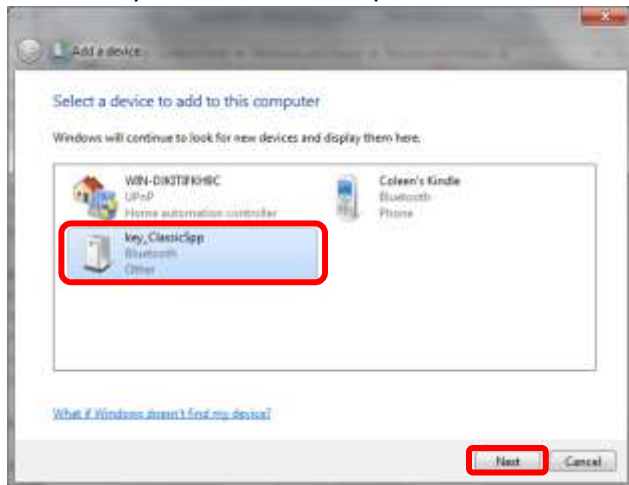 Add a device
Select a device to add to this computer
Windows will continue to look for new devices and display them here.
UPnP
Home automation controller
Coleen's Kindle
Bluetooth
Phone
key_ClassicSpp
Bluetooth
Other
What if Windows doesn't find my device?
Next
Cancel